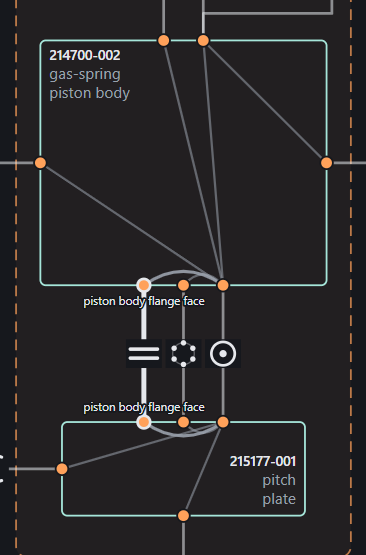 214700-002
gas-spring
piston body
piston body flange face
piston body flange face
215177-001
pitch
plate